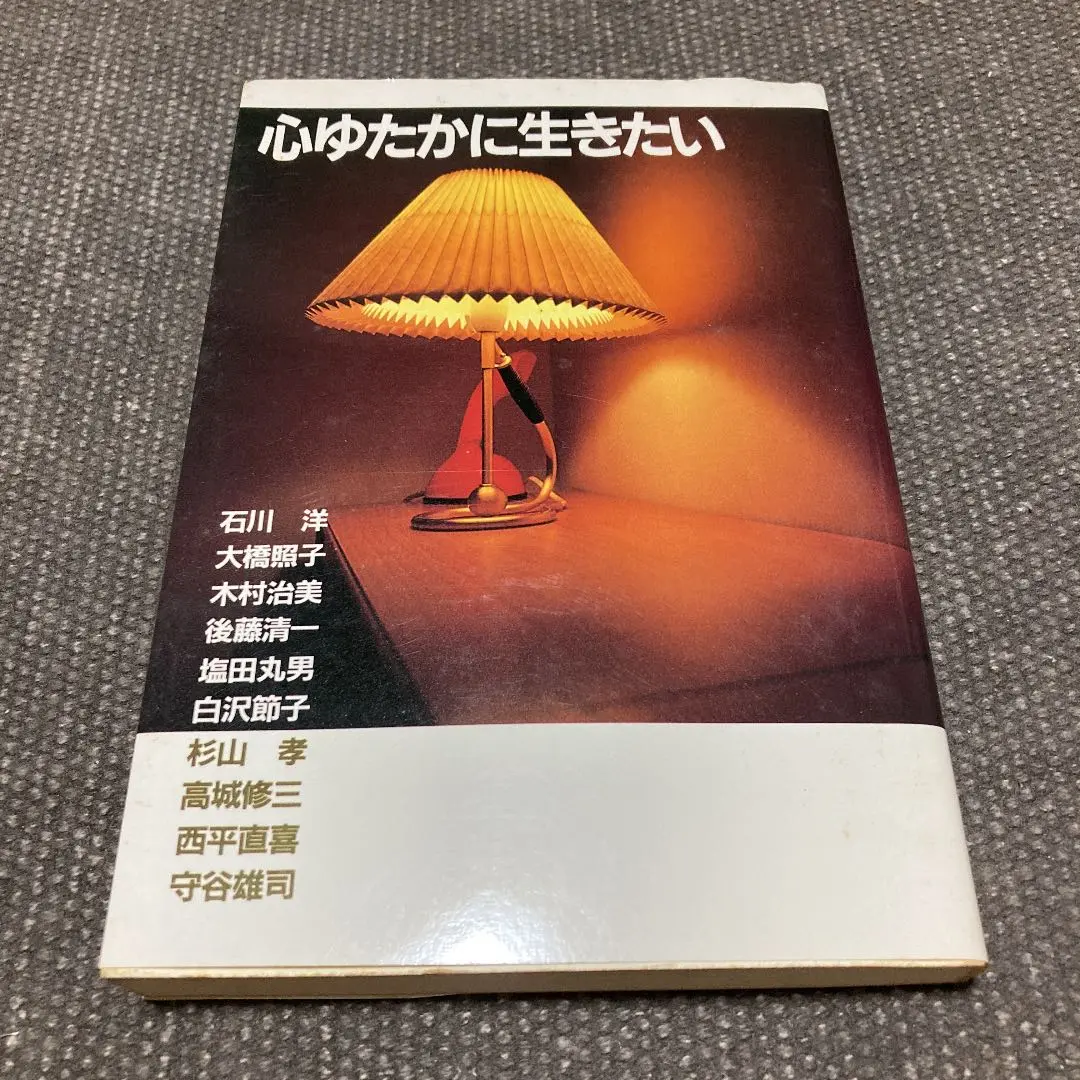 心ゆたかに生きたい
石川　洋
大橋照子
木村治美
後藤清一
塩田丸男
白沢節子
杉山　孝
高城修三
西平直喜
守谷雄司